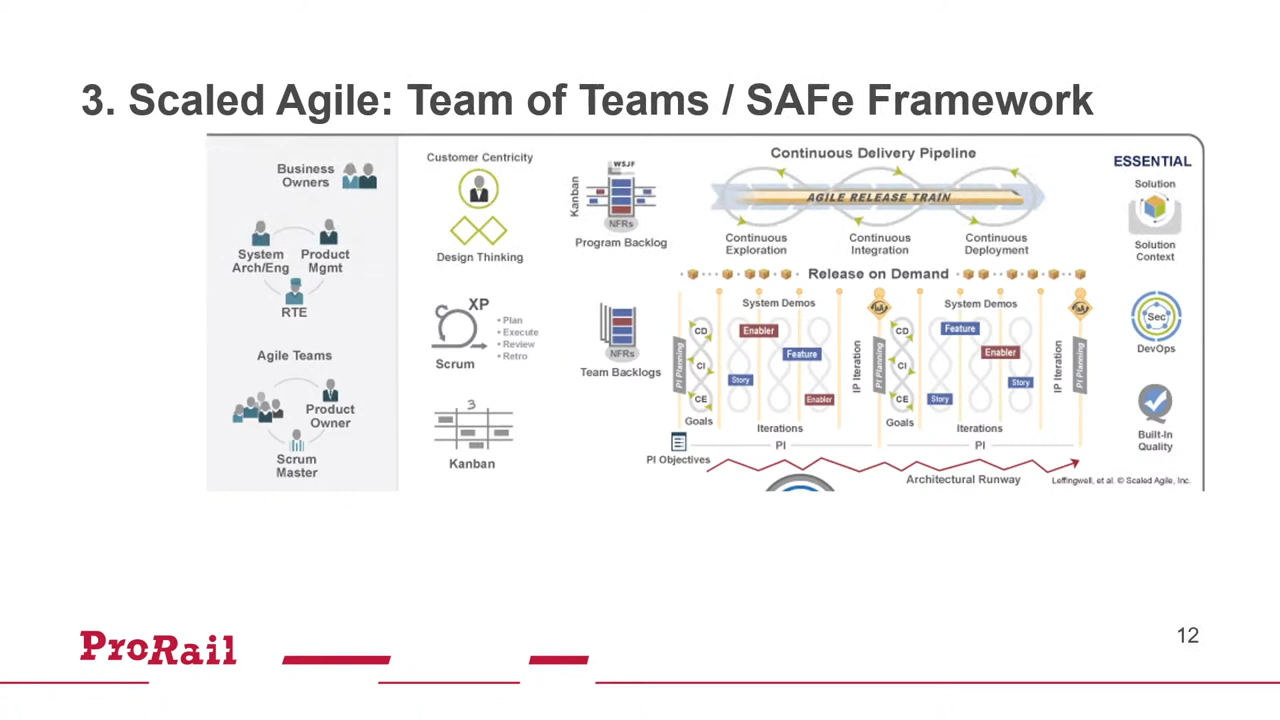 3. Scaled Agile: Team of Teams / SAFe Framework
Business
Owners
System
Arch/Eng
Product
Mgmt
RTE
Agile Teams
Product
Owner
Scrum
Master
Customer Centricity
Design Thinking
XP
• Plan
• Execute
• Review
• Retro
Scrum
3
Kanban
WSJF
Kanban
NFRs
Program Backlog
NFRs
Team Backlogs
Continuous Delivery Pipeline
AGILE RELEASE TRAIN
Continuous
Exploration
Continuous
Integration
Continuous
Deployment
Release on Demand
System Demos
System Demos
PI Planning
CD
CI
CE
Goals
Enabler
Feature
Story
Enabler
Iterations
IP Iteration
PI Planning
CD
CI
CE
Goals
Feature
Enabler
Story
Story
Iterations
IP Iteration
PI Planning
PI Objectives
PI
PI
Architectural Runway
ESSENTIAL
Solution
Solution
Context
Sec
DevOps
Built-In
Quality
Leffingwell, et al. © Scaled Agile, Inc.
ProRail
12